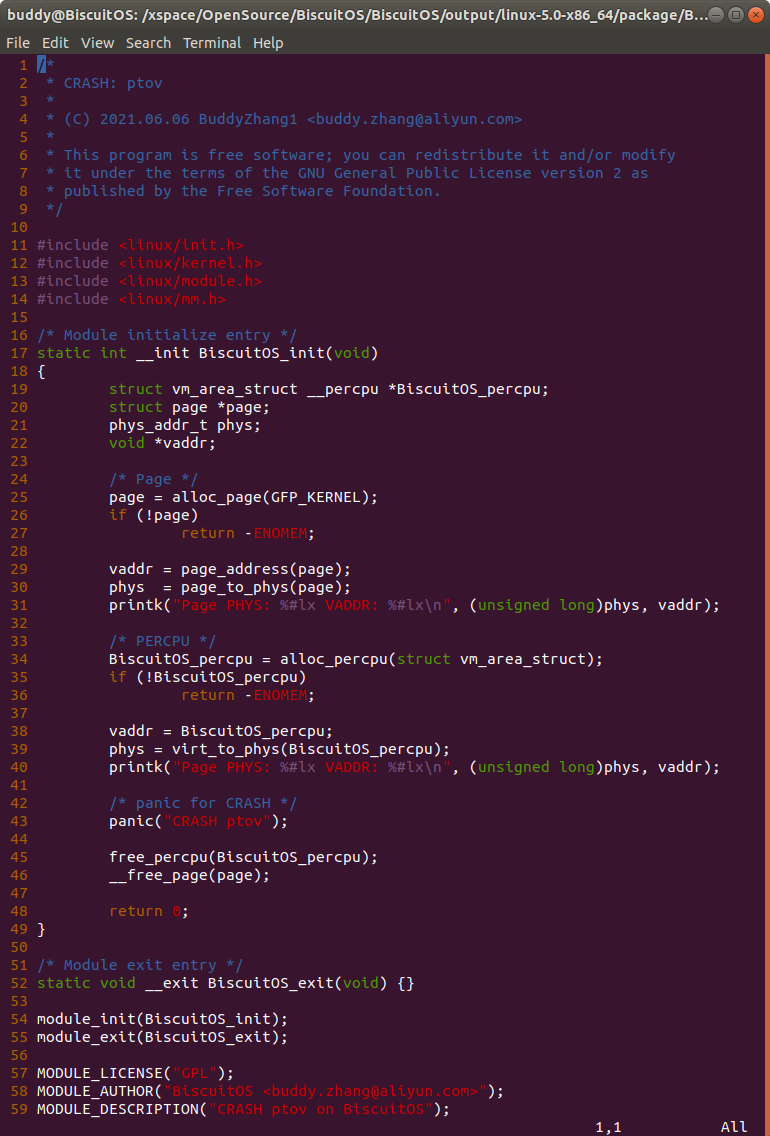 buddy@BiscuitOS: /xspace/OpenSource/BiscuitOS/BiscuitOS/output/linux-5.0-x86_64/package/B...
File Edit View Search Terminal Help
1 /*
2  * CRASH: ptov
3  *
4  * (C) 2021.06.06 BuddyZhang1 <buddy.zhang@aliyun.com>
5  *
6  * This program is free software; you can redistribute it and/or modify
7  * it under the terms of the GNU General Public License version 2 as
8  * published by the Free Software Foundation.
9  */
10
11 #include <linux/init.h>
12 #include <linux/kernel.h>
13 #include <linux/module.h>
14 #include <linux/mm.h>
15
16 /* Module initialize entry */
17 static int __init BiscuitOS_init(void)
18 {
19         struct vm_area_struct __percpu *BiscuitOS_percpu;
20         struct page *page;
21         phys_addr_t phys;
22         void *vaddr;
23
24         /* Page */
25         page = alloc_page(GFP_KERNEL);
26         if (!page)
27                 return -ENOMEM;
28
29         vaddr = page_address(page);
30         phys  = page_to_phys(page);
31         printk("Page PHYS: %#lx VADDR: %#lx\n", (unsigned long)phys, vaddr);
32
33         /* PERCPU */
34         BiscuitOS_percpu = alloc_percpu(struct vm_area_struct);
35         if (!BiscuitOS_percpu)
36                 return -ENOMEM;
37
38         vaddr = BiscuitOS_percpu;
39         phys = virt_to_phys(BiscuitOS_percpu);
40         printk("Page PHYS: %#lx VADDR: %#lx\n", (unsigned long)phys, vaddr);
41
42         /* panic for CRASH */
43         panic("CRASH ptov");
44
45         free_percpu(BiscuitOS_percpu);
46         __free_page(page);
47
48         return 0;
49 }
50
51 /* Module exit entry */
52 static void __exit BiscuitOS_exit(void) {}
53
54 module_init(BiscuitOS_init);
55 module_exit(BiscuitOS_exit);
56
57 MODULE_LICENSE("GPL");
58 MODULE_AUTHOR("BiscuitOS <buddy.zhang@aliyun.com>");
59 MODULE_DESCRIPTION("CRASH ptov on BiscuitOS");
1,1 All